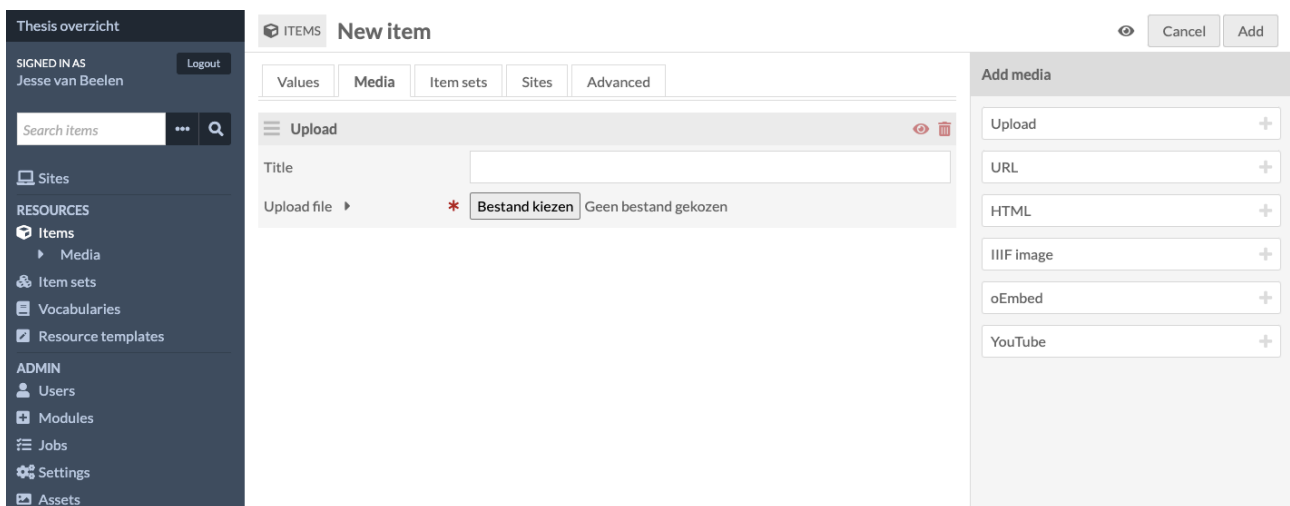 Thesis overzicht
SIGNED IN AS
Jesse van Beelen
Logout
Search items
Sites
RESOURCES
Items
Media
Item sets
Vocabularies
Resource templates
ADMIN
Users
Modules
Jobs
Settings
Assets
ITEMS New item
Cancel Add
Values Media Item sets Sites Advanced
Upload
Title
Upload file * Bestand kiezen Geen bestand gekozen
Add media
Upload
URL
HTML
IIIF image
oEmbed
YouTube